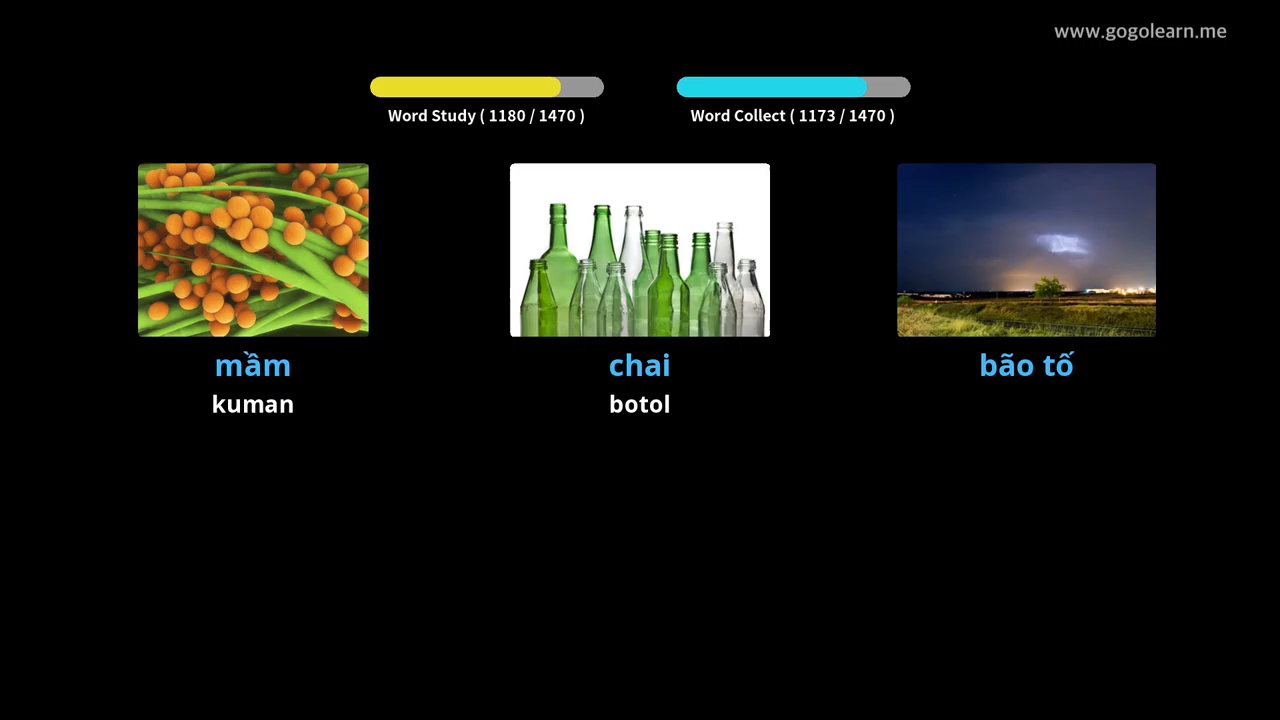 www.gogolearn.me
Word Study ( 1180 / 1470 )
Word Collect ( 1173 / 1470 )
mầm
chai
bão tố
kuman
botol